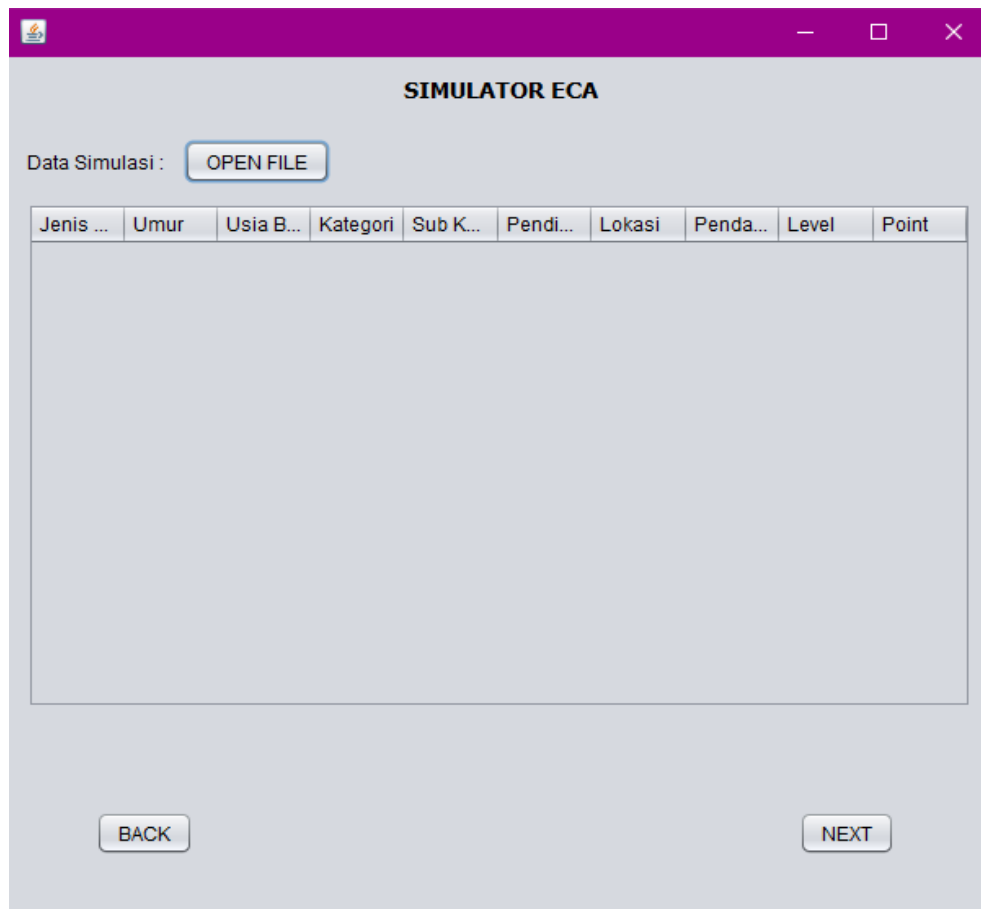 SIMULATOR ECA
Data Simulasi : OPEN FILE
Jenis ... Umur Usia B... Kategori Sub K... Pendi... Lokasi Penda... Level Point
BACK NEXT